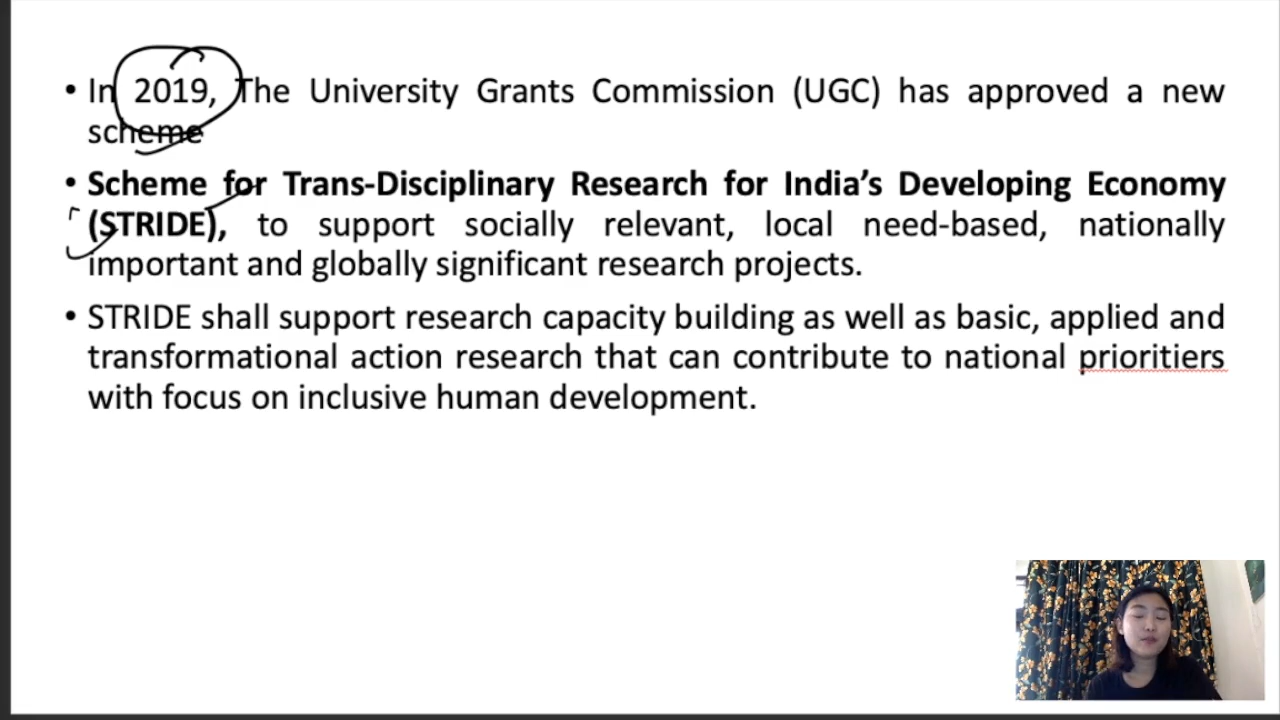 • In 2019, The University Grants Commission (UGC) has approved a new
scheme
• Scheme for Trans-Disciplinary Research for India's Developing Economy
(STRIDE), to support socially relevant, local need-based, nationally
important and globally significant research projects.
• STRIDE shall support research capacity building as well as basic, applied and
transformational action research that can contribute to national prioritiers
with focus on inclusive human development.